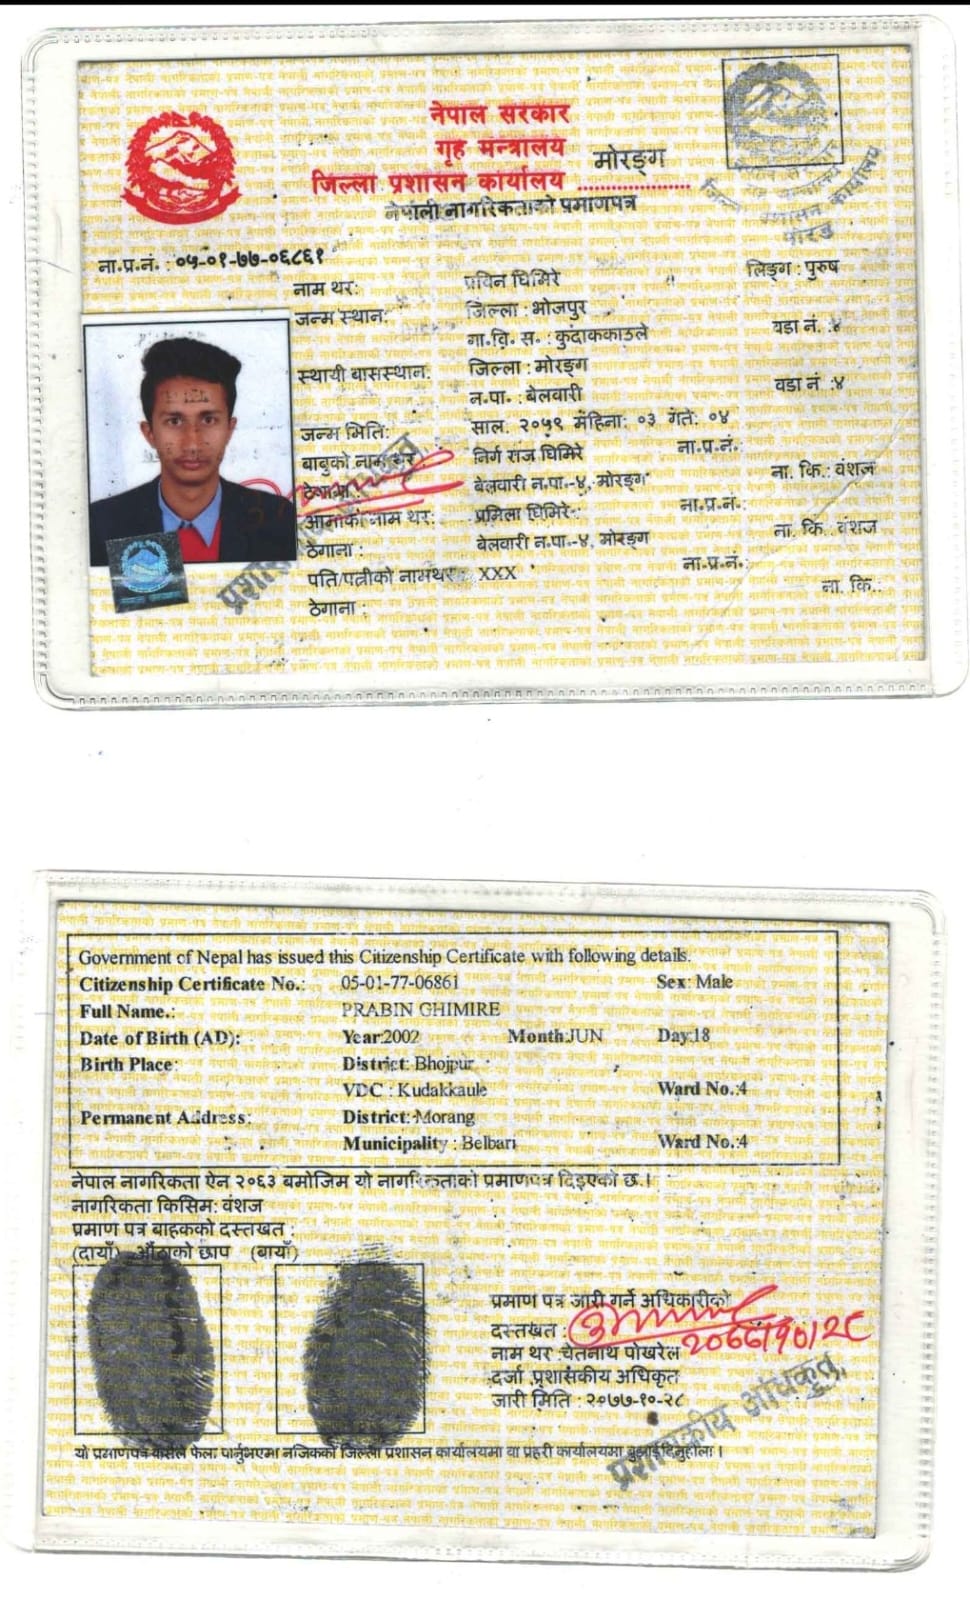 नेपाल सरकार
गृह मन्त्रालय
जिल्ला प्रशासन कार्यालय मोरङ्ग
नेपाली नागरिकताको प्रमाणपत्र
ना.प्र.नं. : ०५-०१-७७-०६८६१
नाम थर: प्रविन घिमिरे लिङ्ग : पुरुष
जन्म स्थान: जिल्ला : भोजपुर
गा.वि. स. : कुंदाककाउले वडा नं. :४
स्थायी बासस्थान: जिल्ला : मोरङ्ग
न.पा. : बेलवारी वडा नं :४
जन्म मिति: साल. २०५९ महिना: ०३ गते: ०४
बाबुको नाम थर: घिमिरे ना.प्र.नं.:
ठेगाना : बेलवारी न.पा.-४, मोरङ्ग ना. कि.: वंशज
आमाको नाम थर: प्रमिला घिमिरे ना.प्र.नं.:
ठेगाना : बेलवारी न.पा.-४, मोरङ्ग ना. कि.: वंशज
पति/पत्नीको नामथर: XXX ना.प्र.नं.:
ठेगाना : ना. कि.:
Government of Nepal has issued this Citizenship Certificate with following details.
Citizenship Certificate No.: 05-01-77-06861 Sex: Male
Full Name.: PRABIN GHIMIRE
Date of Birth (AD): Year:2002 Month:JUN Day:18
Birth Place: District: Bhojpur
VDC : Kudakkaule Ward No.:4
Permanent Address: District: Morang
Municipality : Belbari Ward No.:4
नेपाल नागरिकता ऐन २०६३ बमोजिम यो नागरिकताको प्रमाणपत्र दिइएको छ ।
नागरिकता किसिम: वंशज
प्रमाण पत्र बाहकको दस्तखत :
(दायाँ) औंठाको छाप (बायाँ)
प्रमाण पत्र जारी गर्ने अधिकारीको
दस्तखत :
नाम थर :चेतनाथ पोखरेल
दर्जा :प्रशासकीय अधिकृत
जारी मिति : २०७७-१०-२८
२०७७/१०/२८
प्रशासकीय अधिकृत
यो प्रमाणपत्र कसैले फेला पार्नुभएमा नजिकको जिल्ला प्रशासन कार्यालयमा वा प्रहरी कार्यालयमा बुझाईदिनुहोला ।